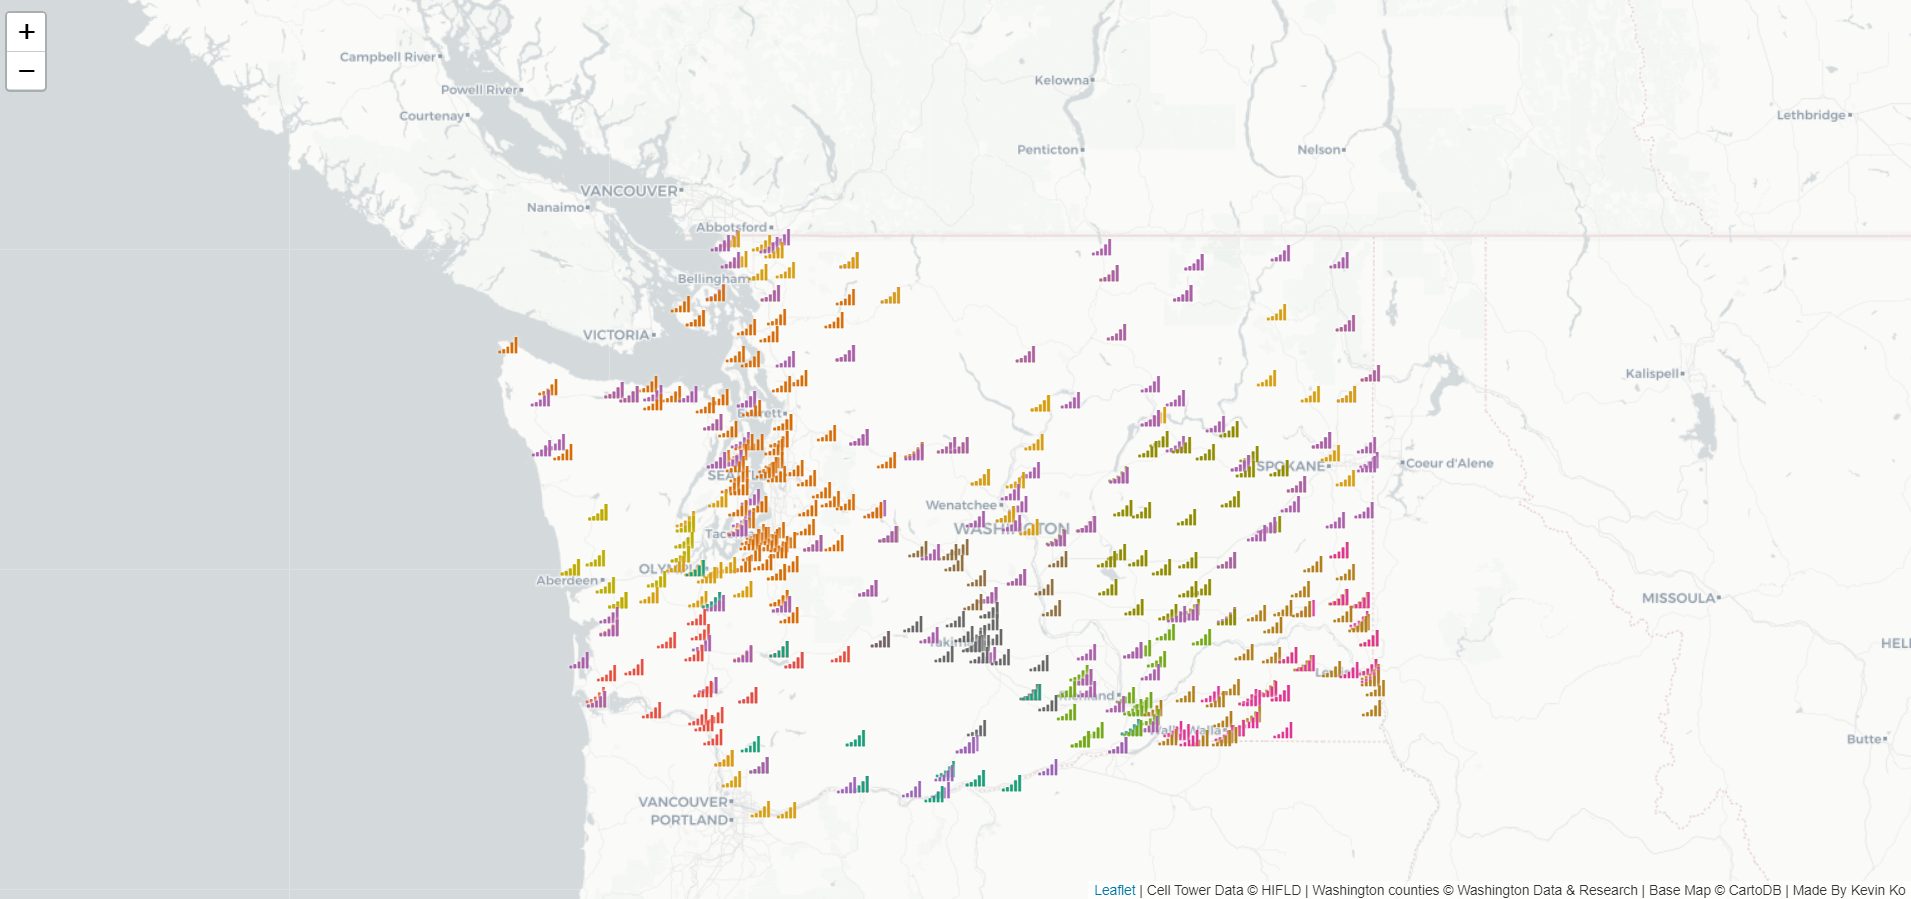 +
−
Campbell River
Powell River
Courtenay
Kelowna
Lethbridge
Penticton
Nelson
VANCOUVER
Nanaimo
Abbotsford
Bellingham
VICTORIA
Kalispell
SPOKANE
Coeur d'Alene
Wenatchee
WASHINGTON
Aberdeen
MISSOULA
Butte
VANCOUVER
PORTLAND
Leaflet | Cell Tower Data © HIFLD | Washington counties © Washington Data & Research | Base Map © CartoDB | Made By Kevin Ko